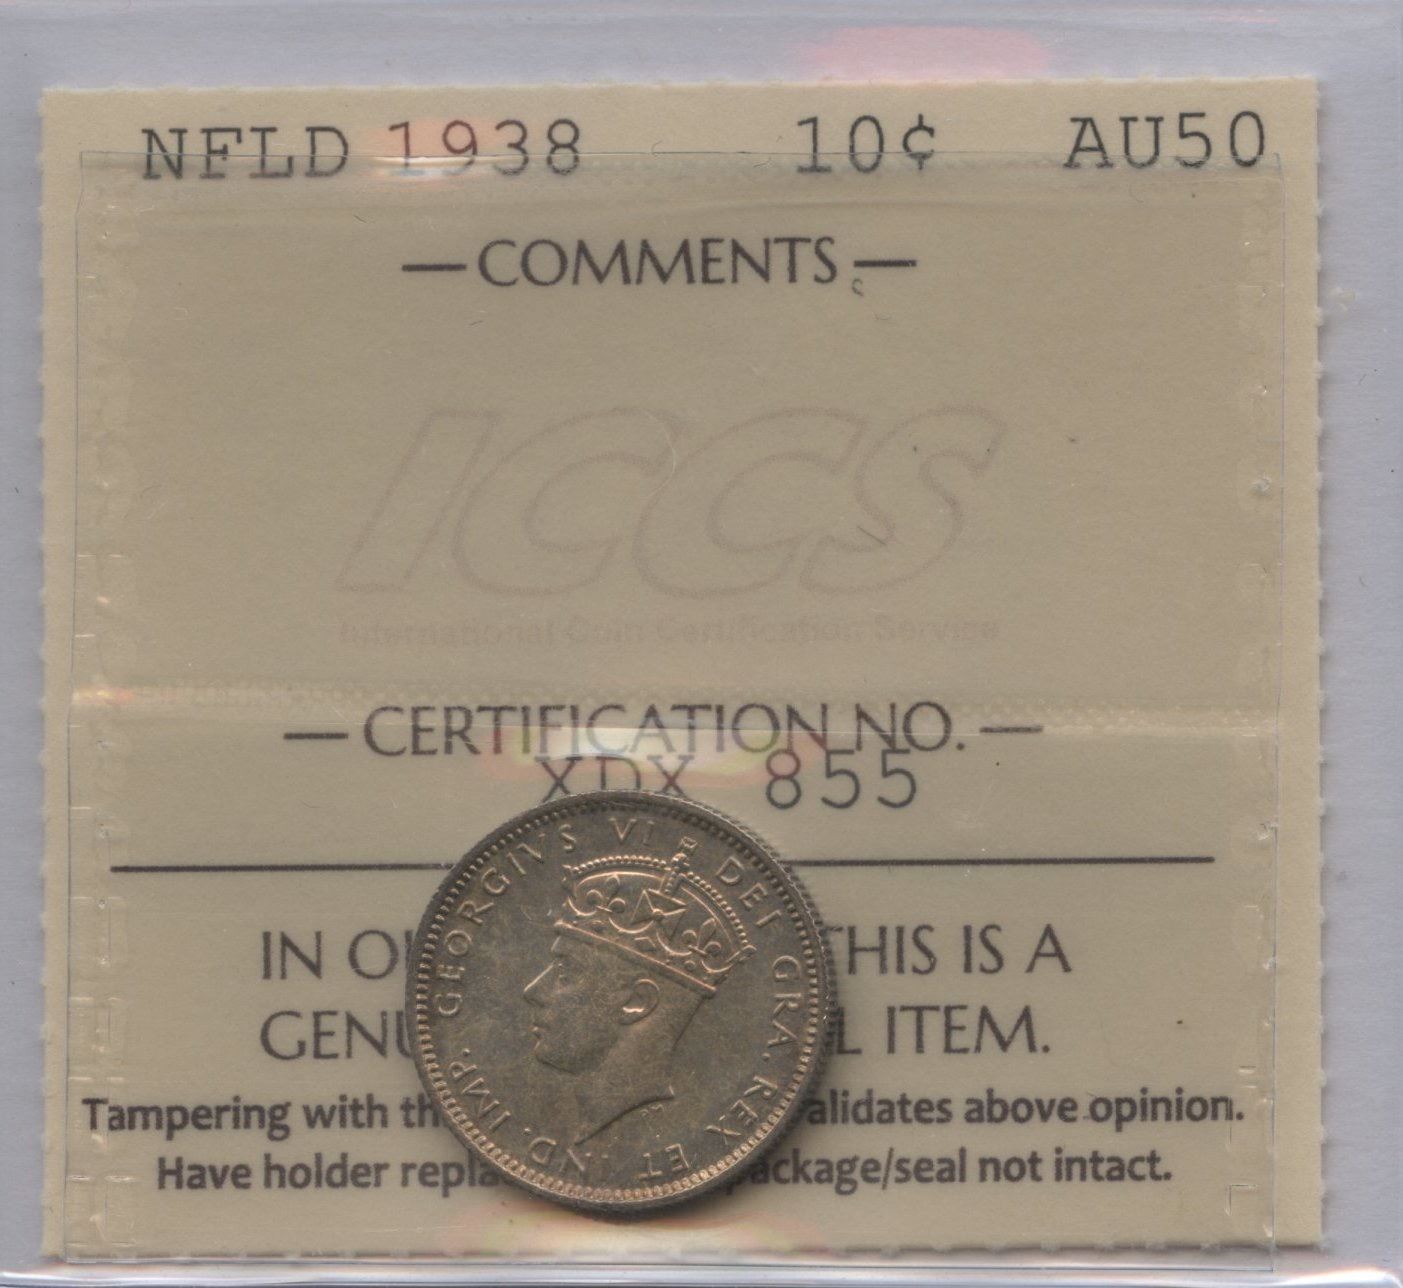 NFLD 1938 10¢ AU50
—COMMENTS—
ICCS
International Coin Certification Service
—CERTIFICATION NO.—
XDX 855
IN O THIS IS A
GENU L ITEM.
Tampering with th alidates above opinion.
Have holder repla package/seal not intact.
GEORGIVS VI DEI GRA. REX ET IND. IMP.